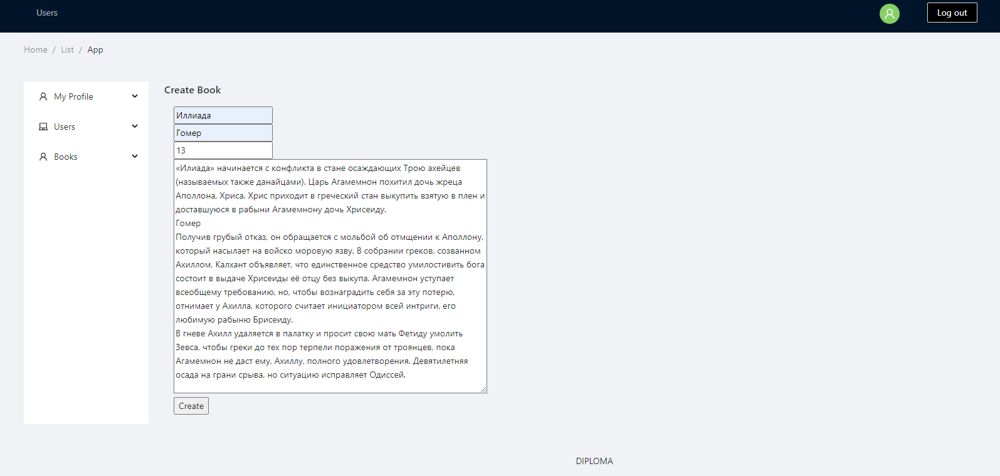 Users
Log out
Home / List / App
My Profile
Users
Books
Create Book
Иллиада
Гомер
13
«Илиада» начинается с конфликта в стане осаждающих Трою ахейцев
(называемых также данайцами). Царь Агамемнон похитил дочь жреца
Аполлона, Хриса. Хрис приходит в греческий стан выкупить взятую в плен и
доставшуюся в рабыни Агамемнону дочь Хрисеиду.
Гомер
Получив грубый отказ, он обращается с мольбой об отмщении к Аполлону,
который насылает на войско моровую язву. В собрании греков, созванном
Ахиллом, Калхант объявляет, что единственное средство умилостивить бога
состоит в выдаче Хрисеиды её отцу без выкупа. Агамемнон уступает
всеобщему требованию, но, чтобы вознаградить себя за эту потерю,
отнимает у Ахилла, которого считает инициатором всей интриги, его
любимую рабыню Брисеиду.
В гневе Ахилл удаляется в палатку и просит свою мать Фетиду умолить
Зевса, чтобы греки до тех пор терпели поражения от троянцев, пока
Агамемнон не даст ему, Ахиллу, полного удовлетворения. Девятилетняя
осада на грани срыва, но ситуацию исправляет Одиссей.
Create
DIPLOMA